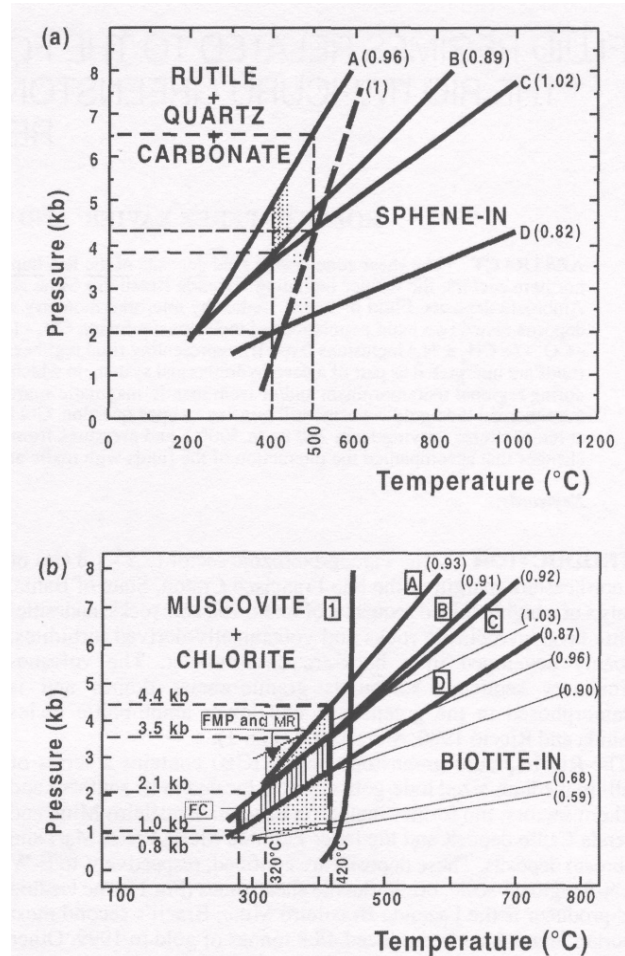 (a)
A(0.96) B(0.89)
C(1.02)
(1)
RUTILE
+
QUARTZ
+
CARBONATE
SPHENE-IN
D(0.82)
Pressure (kb)
8
7
6
5
4
3
2
1
0
200 400 500 600 800 1000 1200
Temperature (°C)
(b)
(0.93)
(0.91)
(0.92)
(1.03)
(0.87)
(0.96)
(0.90)
(0.68)
(0.59)
MUSCOVITE
+
CHLORITE
1
A
B
C
D
4.4 kb
3.5 kb
FMP and MR
2.1 kb
FC
1.0 kb
0.8 kb
BIOTITE-IN
320°C
420°C
Pressure (kb)
8
7
6
5
4
3
2
1
0
100 200 300 400 500 600 700 800
Temperature (°C)